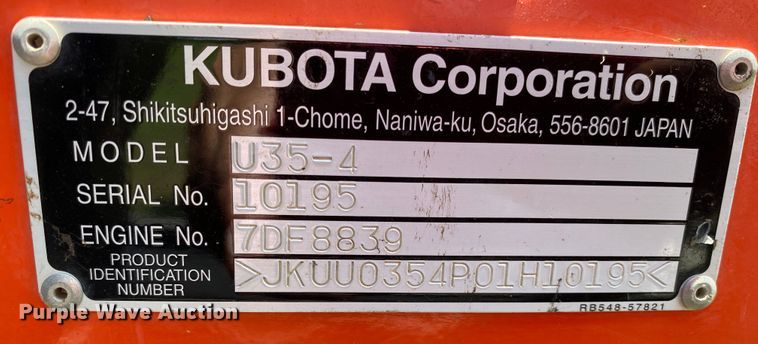 KUBOTA Corporation
2-47, Shikitsuhigashi 1-Chome, Naniwa-ku, Osaka, 556-8601 JAPAN
MODEL U35-4
SERIAL No. 10195
ENGINE No. 7DF8839
PRODUCT
IDENTIFICATION
NUMBER >JKUU0354P01H10195<
RB548-57821
Purple Wave Auction